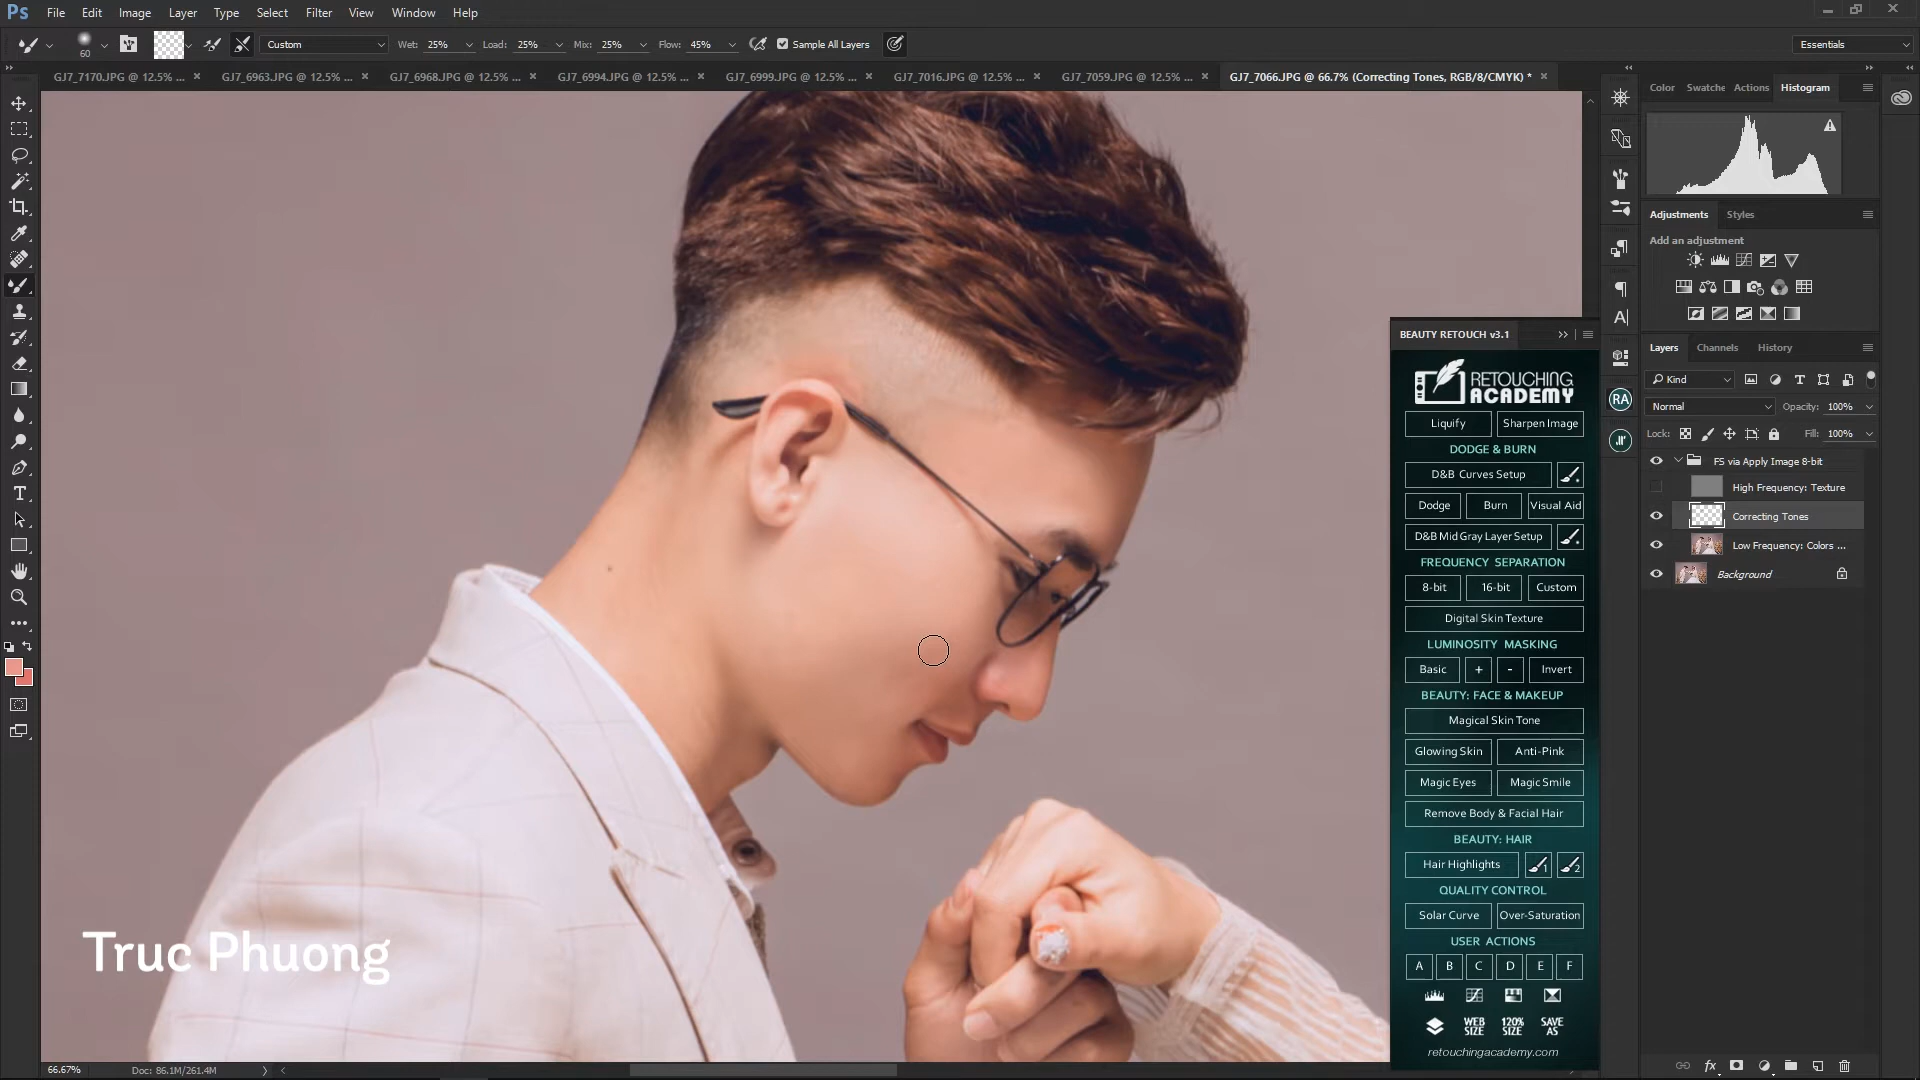 Ps File Edit Image Layer Type Select Filter View Window Help
60 Custom Wet: 25% Load: 25% Mix: 25% Flow: 45% Sample All Layers Essentials
GJ7_7170.JPG @ 12.5% ... × GJ7_6963.JPG @ 12.5% ... × GJ7_6968.JPG @ 12.5% ... × GJ7_6994.JPG @ 12.5% ... × GJ7_6999.JPG @ 12.5% ... × GJ7_7016.JPG @ 12.5% ... × GJ7_7059.JPG @ 12.5% ... × GJ7_7066.JPG @ 66.7% (Correcting Tones, RGB/8/CMYK) * ×
Color Swatche Actions Histogram
Adjustments Styles
Add an adjustment
Layers Channels History
Kind
Normal Opacity: 100%
Lock: Fill: 100%
FS via Apply Image 8-bit
High Frequency: Texture
Correcting Tones
Low Frequency: Colors ...
Background
BEAUTY RETOUCH v3.1
RETOUCHING
ACADEMY
RA
Liquify Sharpen Image
DODGE & BURN
D&B Curves Setup
Dodge Burn Visual Aid
D&B Mid Gray Layer Setup
FREQUENCY SEPARATION
8-bit 16-bit Custom
Digital Skin Texture
LUMINOSITY MASKING
Basic + - Invert
BEAUTY: FACE & MAKEUP
Magical Skin Tone
Glowing Skin Anti-Pink
Magic Eyes Magic Smile
Remove Body & Facial Hair
BEAUTY: HAIR
Hair Highlights 1 2
QUALITY CONTROL
Solar Curve Over-Saturation
USER ACTIONS
A B C D E F
WEB SIZE 120% SIZE SAVE AS
retouchingacademy.com
Truc Phuong
66.67% Doc: 86.1M/261.4M
fx